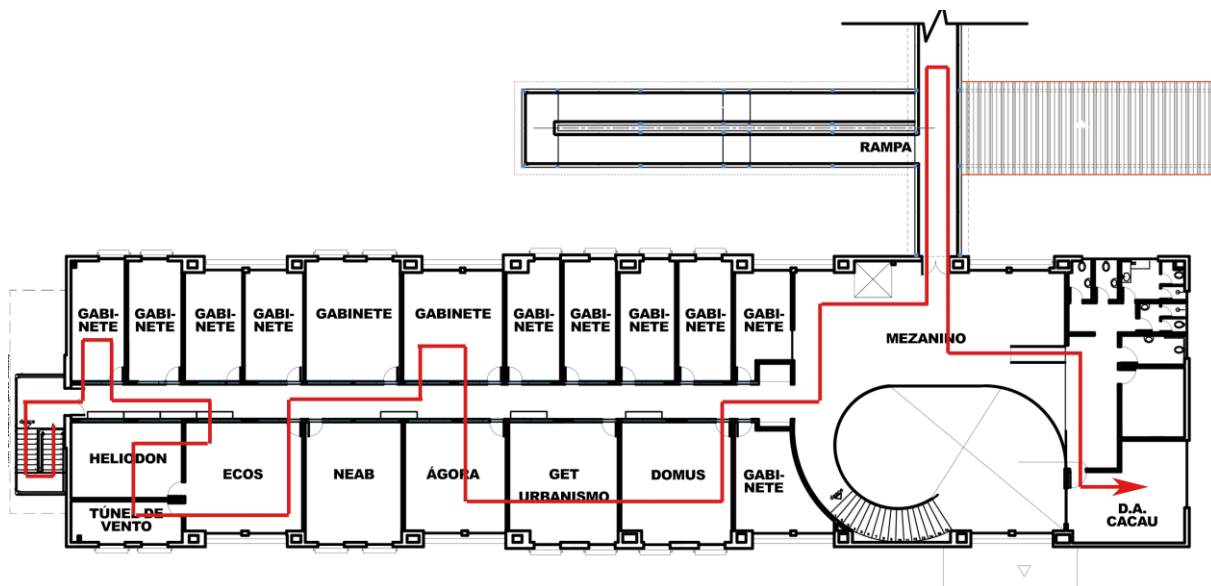 RAMPA
GABI-
NETE
GABI-
NETE
GABI-
NETE
GABI-
NETE
GABINETE
GABINETE
GABI-
NETE
GABI-
NETE
GABI-
NETE
GABI-
NETE
GABI-
NETE
MEZANINO
HELIODON
ECOS
NEAB
ÁGORA
GET
URBANISMO
DOMUS
GABI-
NETE
TÚNEL DE
VENTO
D.A.
CACAU